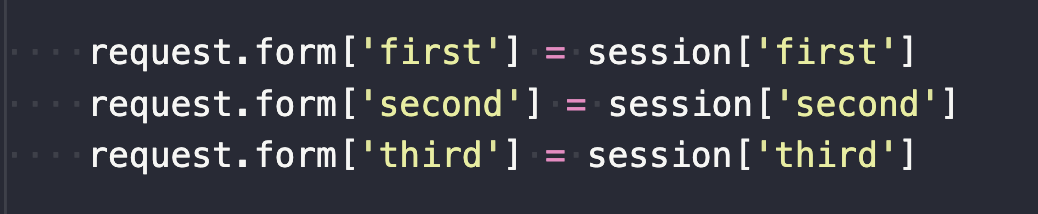 request.form['first'] = session['first']
request.form['second'] = session['second']
request.form['third'] = session['third']